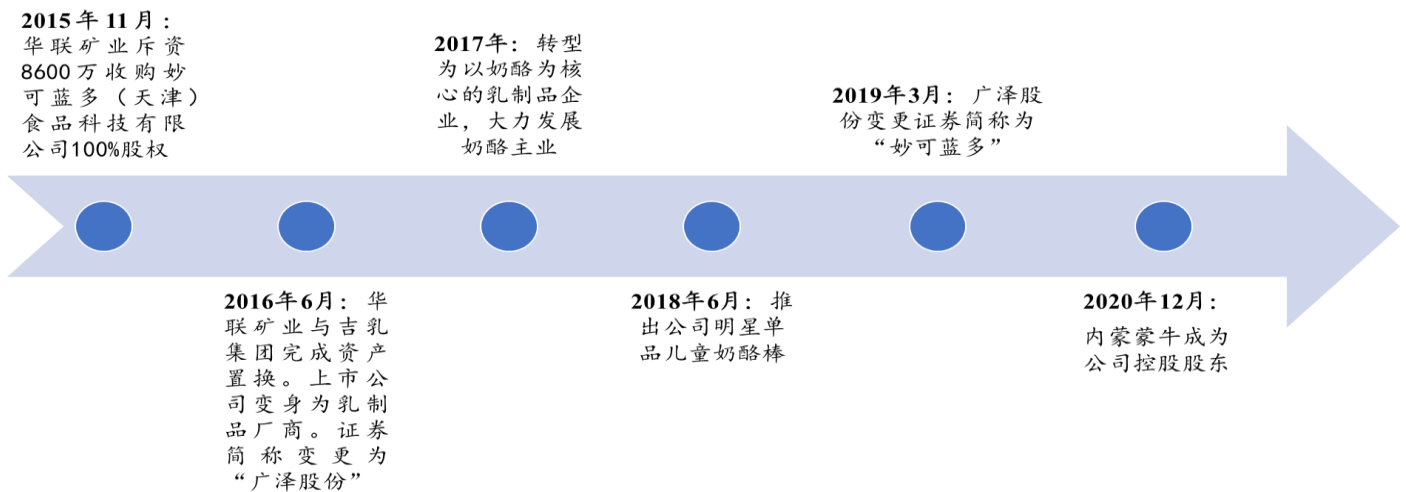 2015年11月：
华联矿业斥资
8600万收购妙
可蓝多（天津）
食品科技有限
公司100%股权
2016年6月：华
联矿业与吉乳
集团完成资产
置换。上市公
司变身为乳制
品厂商。证券
简称变更为
“广泽股份”
2017年：转型
为以奶酪为核
心的乳制品企
业，大力发展
奶酪主业
2018年6月：推
出公司明星单
品儿童奶酪棒
2019年3月：广泽股
份变更证券简称为
“妙可蓝多”
2020年12月：
内蒙蒙牛成为
公司控股股东